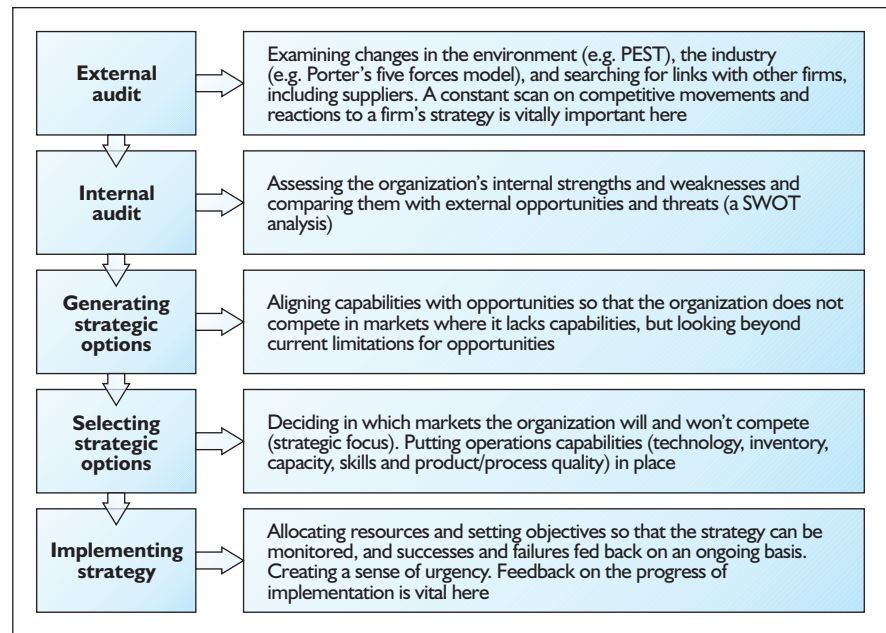 External
audit
Examining changes in the environment (e.g. PEST), the industry
(e.g. Porter's five forces model), and searching for links with other firms,
including suppliers. A constant scan on competitive movements and
reactions to a firm's strategy is vitally important here
Internal
audit
Assessing the organization's internal strengths and weaknesses and
comparing them with external opportunities and threats (a SWOT
analysis)
Generating
strategic
options
Aligning capabilities with opportunities so that the organization does not
compete in markets where it lacks capabilities, but looking beyond
current limitations for opportunities
Selecting
strategic
options
Deciding in which markets the organization will and won't compete
(strategic focus). Putting operations capabilities (technology, inventory,
capacity, skills and product/process quality) in place
Implementing
strategy
Allocating resources and setting objectives so that the strategy can be
monitored, and successes and failures fed back on an ongoing basis.
Creating a sense of urgency. Feedback on the progress of
implementation is vital here